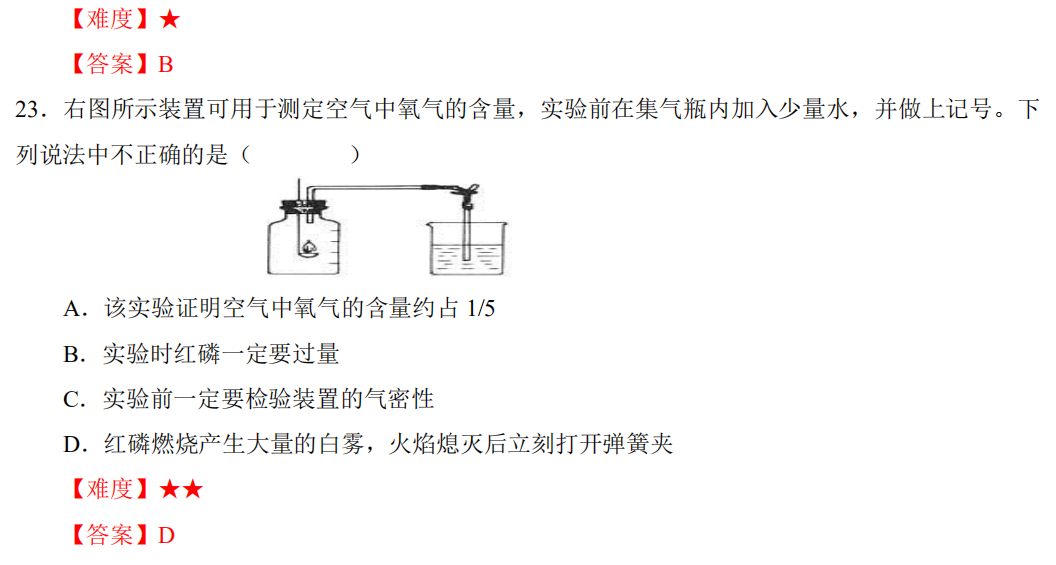 【难度】★
【答案】B
23．右图所示装置可用于测定空气中氧气的含量，实验前在集气瓶内加入少量水，并做上记号。下
列说法中不正确的是（　　　　）
A．该实验证明空气中氧气的含量约占 1/5
B．实验时红磷一定要过量
C．实验前一定要检验装置的气密性
D．红磷燃烧产生大量的白雾，火焰熄灭后立刻打开弹簧夹
【难度】★★
【答案】D